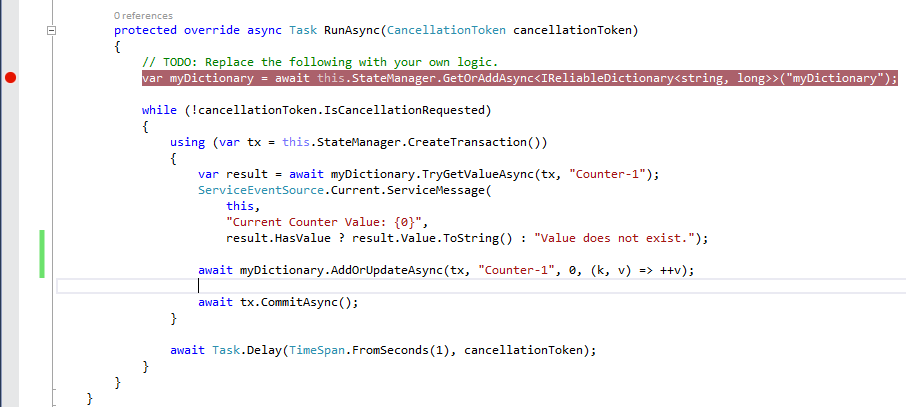 0 references
protected override async Task RunAsync(CancellationToken cancellationToken)
{
// TODO: Replace the following with your own logic.
var myDictionary = await this.StateManager.GetOrAddAsync<IReliableDictionary<string, long>>("myDictionary");
while (!cancellationToken.IsCancellationRequested)
{
using (var tx = this.StateManager.CreateTransaction())
{
var result = await myDictionary.TryGetValueAsync(tx, "Counter-1");
ServiceEventSource.Current.ServiceMessage(
this,
"Current Counter Value: {0}",
result.HasValue ? result.Value.ToString() : "Value does not exist.");
await myDictionary.AddOrUpdateAsync(tx, "Counter-1", 0, (k, v) => ++v);
await tx.CommitAsync();
}
await Task.Delay(TimeSpan.FromSeconds(1), cancellationToken);
}
}
}